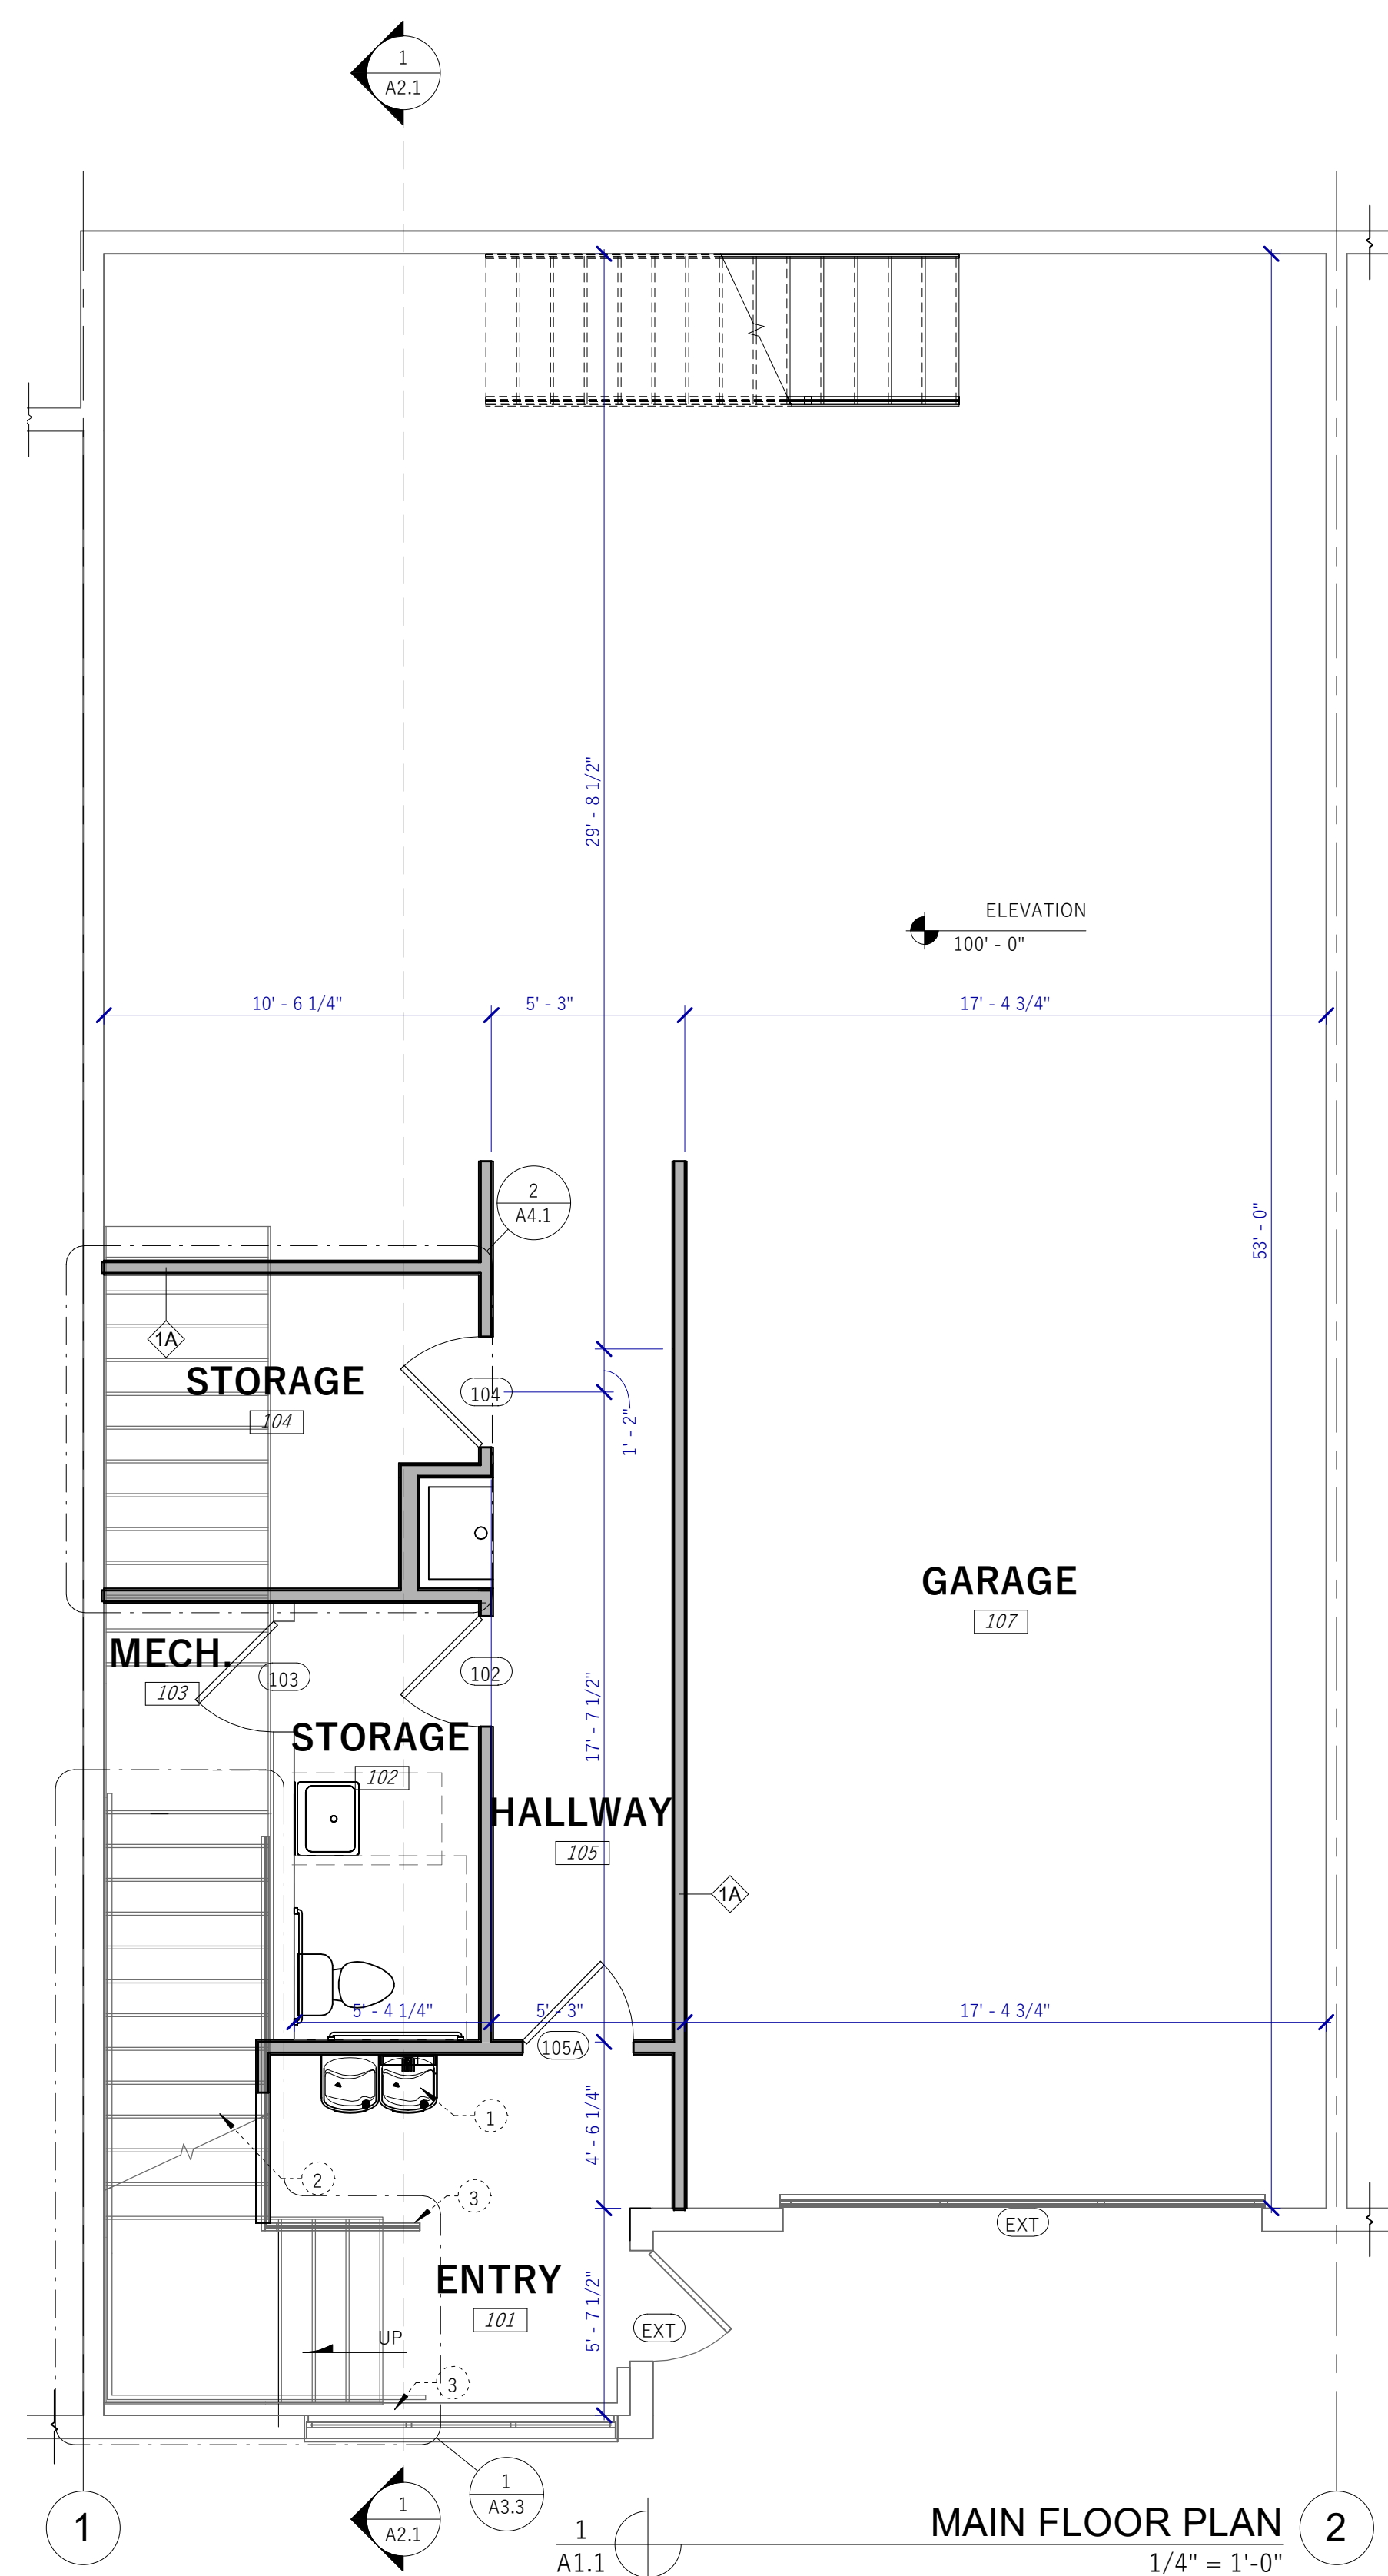 1
A2.1
29' - 8 1/2"
ELEVATION
100' - 0"
10' - 6 1/4"
5' - 3"
17' - 4 3/4"
2
A4.1
53' - 0"
1A
STORAGE
104
104
1' - 2"
GARAGE
107
MECH.
103
103
102
STORAGE
102
17' - 7 1/2"
HALLWAY
105
1A
5' - 4 1/4"
5' - 3"
17' - 4 3/4"
105A
1
4' - 6 1/4"
2
3
EXT
ENTRY
101
5' - 7 1/2"
EXT
UP
3
1
A3.3
1
1
A2.1
1
A1.1
MAIN FLOOR PLAN
1/4" = 1'-0"
2